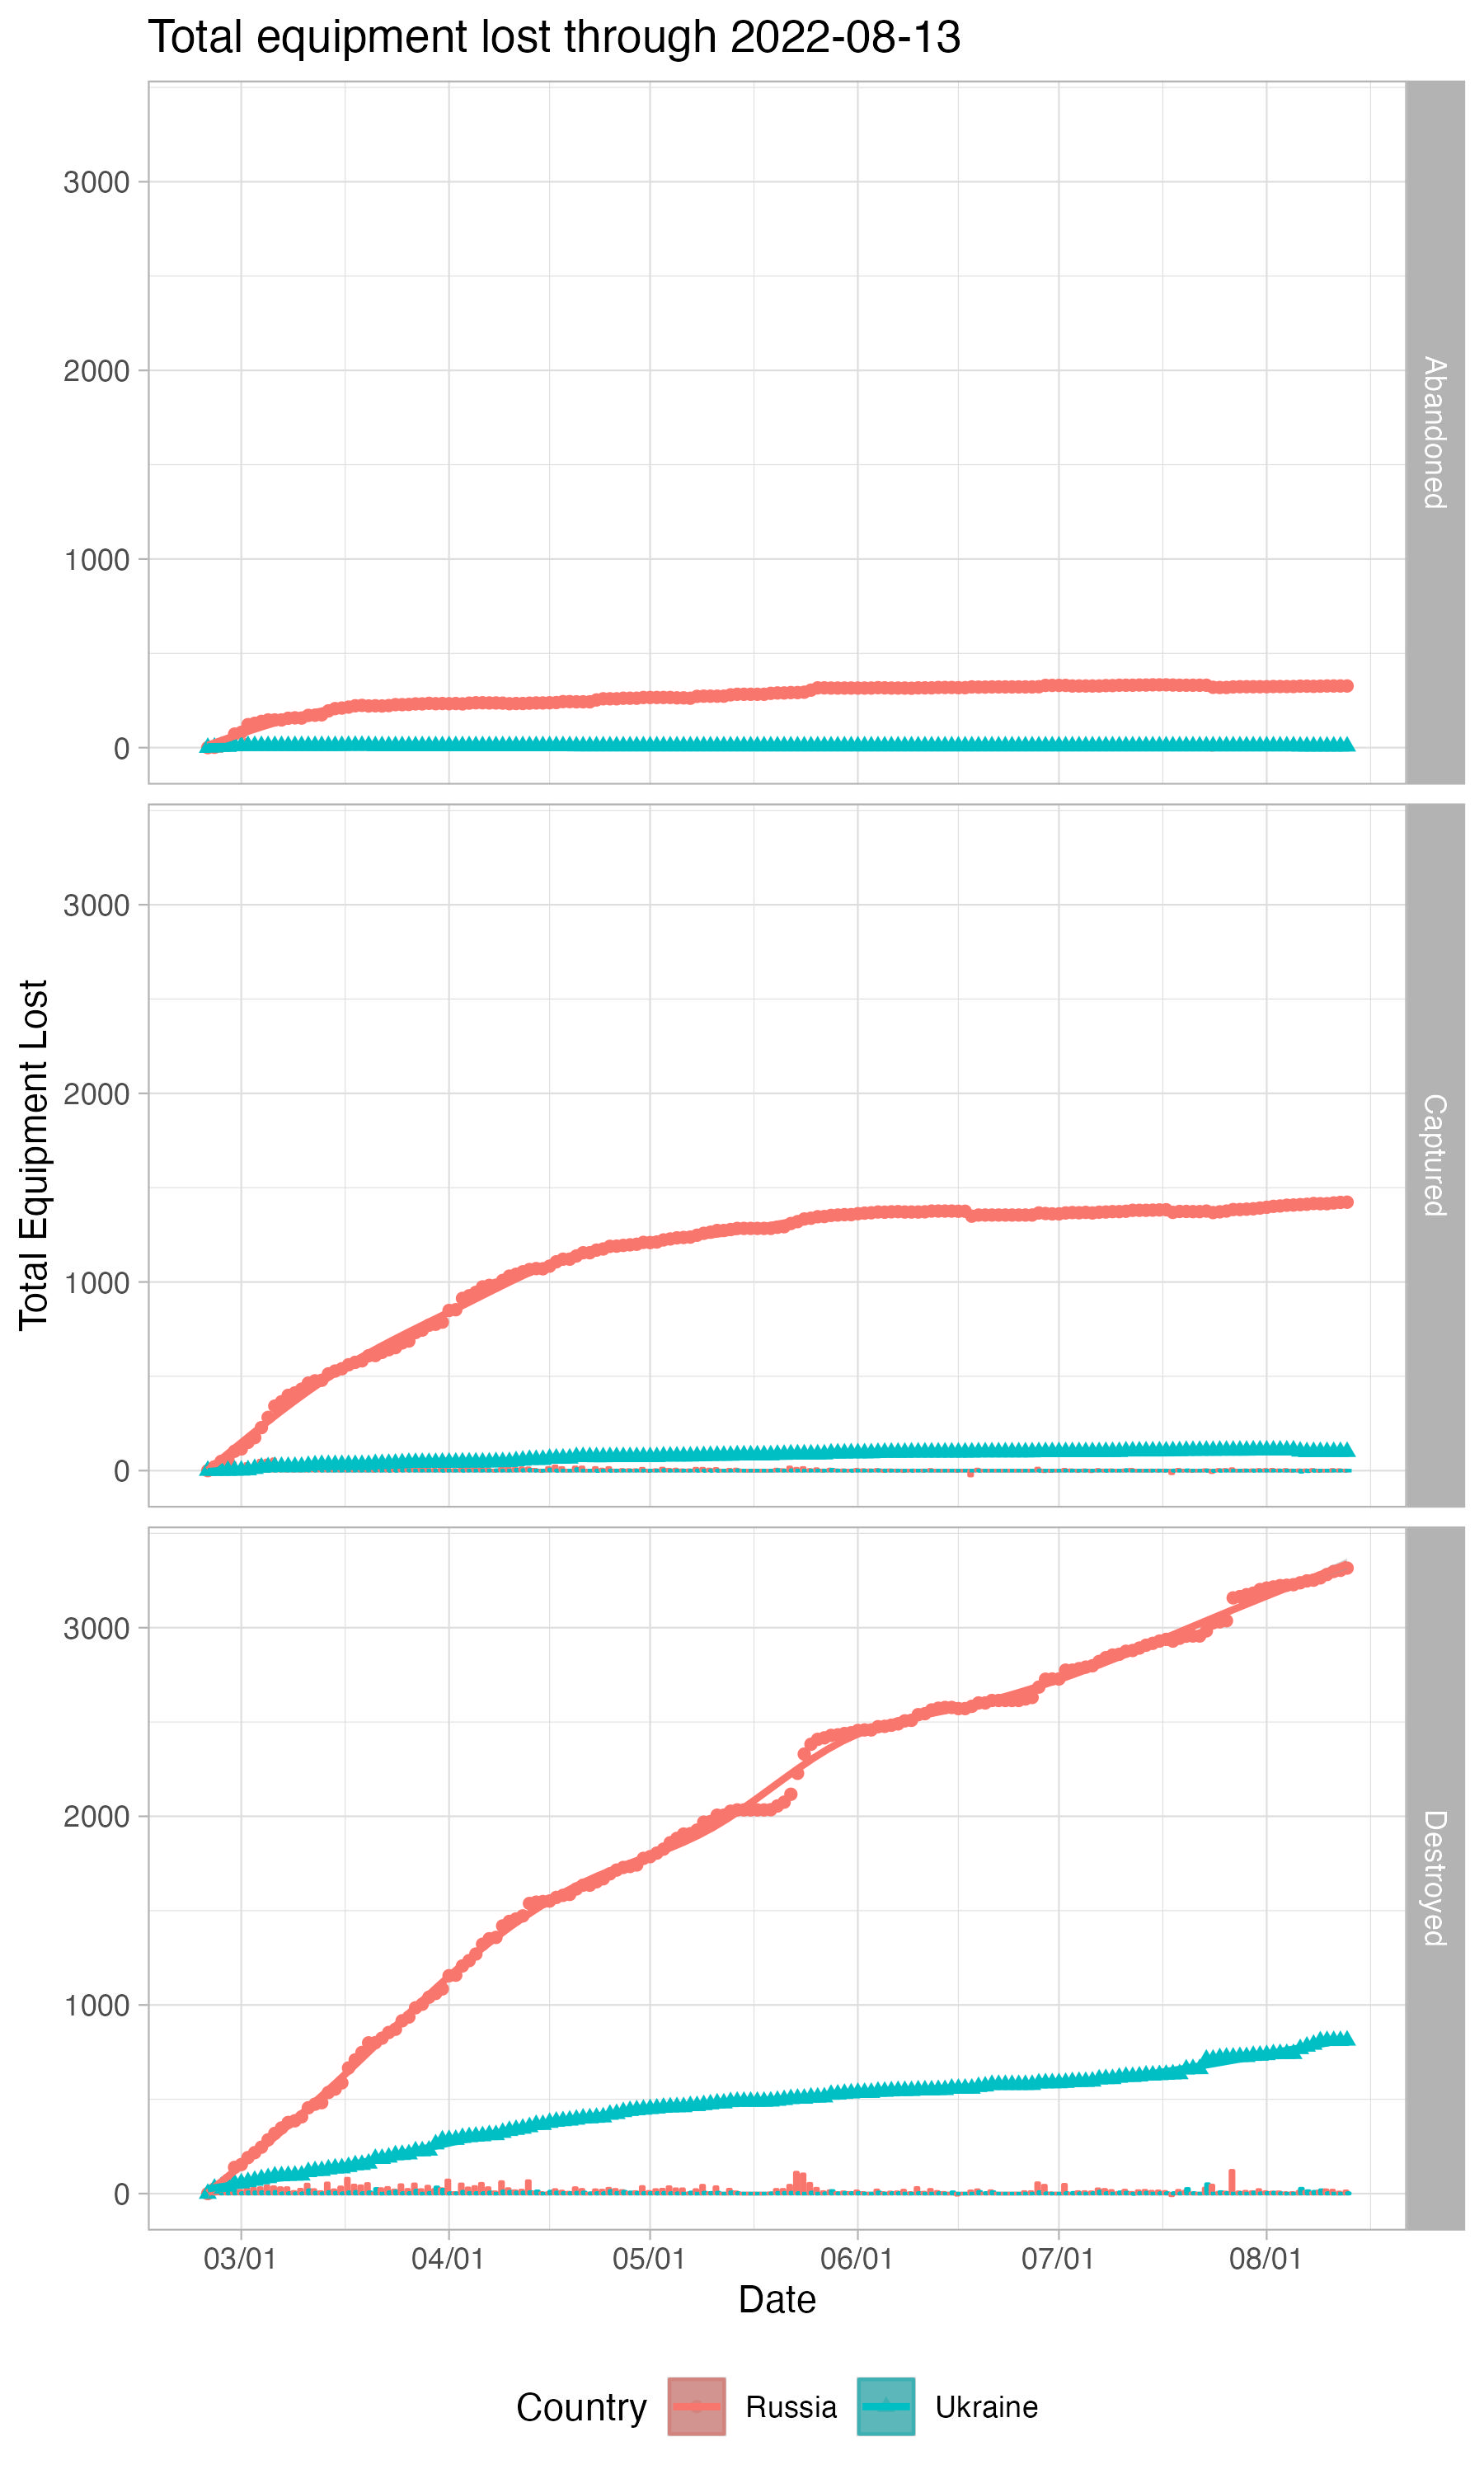 Total equipment lost through 2022-08-13
3000
2000
1000
0
Abandoned
Total Equipment Lost
3000
2000
1000
0
Captured
3000
2000
1000
0
Destroyed
03/01 04/01 05/01 06/01 07/01 08/01
Date
Country Russia Ukraine